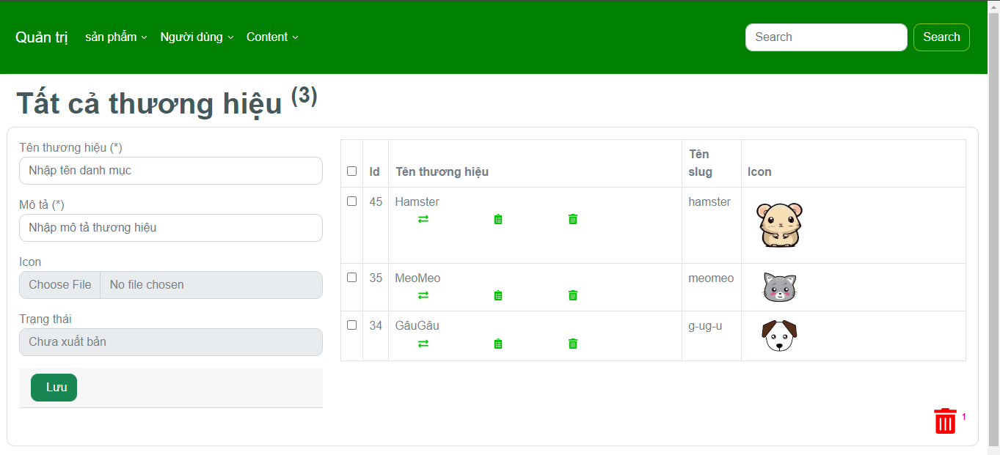 Quản trị sản phẩm Người dùng Content Search Search
Tất cả thương hiệu (3)
Tên thương hiệu (*)
Nhập tên danh mục
Mô tả (*)
Nhập mô tả thương hiệu
Icon
Choose File No file chosen
Trạng thái
Chưa xuất bản
Lưu
Id Tên thương hiệu Tên slug Icon
45 Hamster hamster
35 MeoMeo meomeo
34 GâuGâu g-ug-u
1